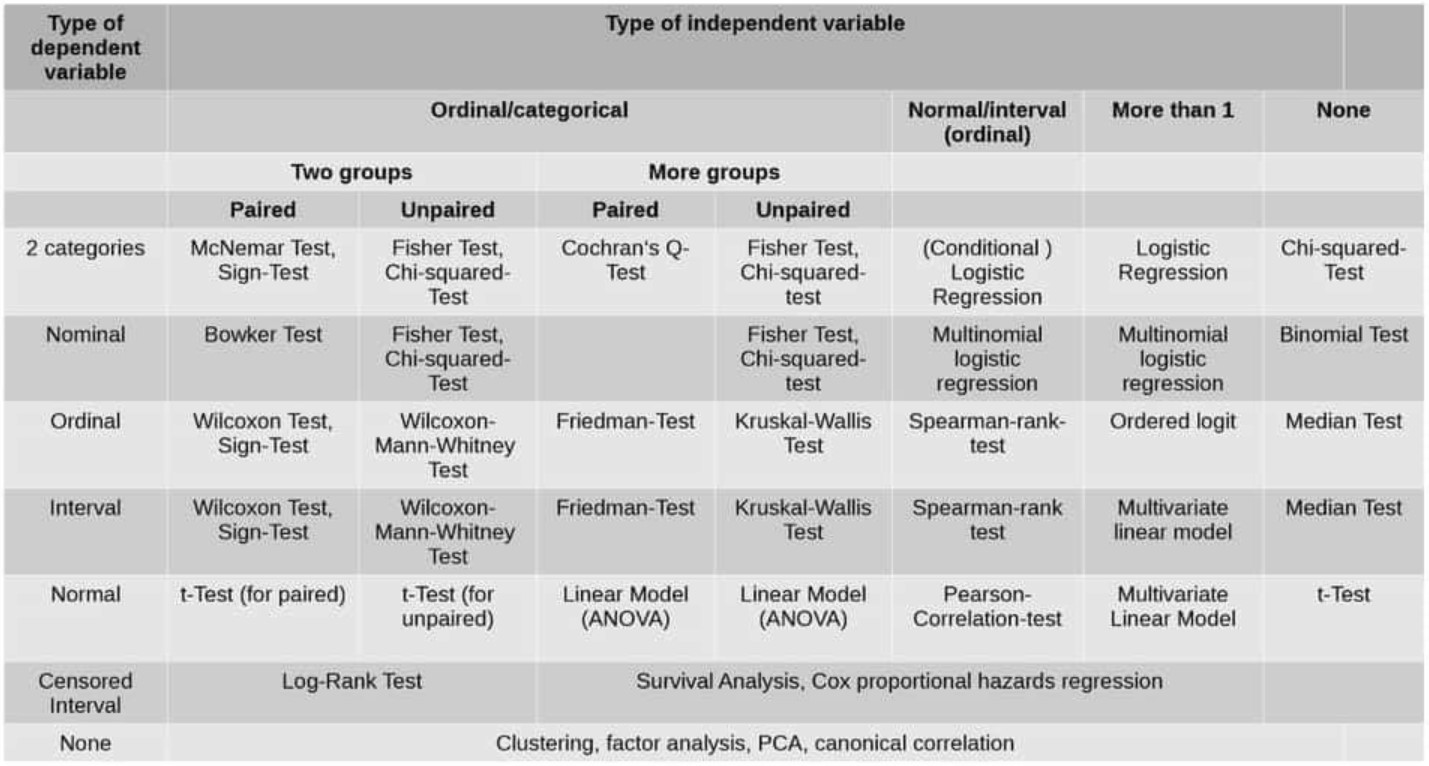 Type of
dependent
variable
Type of independent variable
Ordinal/categorical
Normal/interval
(ordinal)
More than 1
None
Two groups
More groups
Paired
Unpaired
Paired
Unpaired
2 categories
McNemar Test,
Sign-Test
Fisher Test,
Chi-squared-
Test
Cochran's Q-
Test
Fisher Test,
Chi-squared-
test
(Conditional )
Logistic
Regression
Logistic
Regression
Chi-squared-
Test
Nominal
Bowker Test
Fisher Test,
Chi-squared-
Test
Fisher Test,
Chi-squared-
test
Multinomial
logistic
regression
Multinomial
logistic
regression
Binomial Test
Ordinal
Wilcoxon Test,
Sign-Test
Wilcoxon-
Mann-Whitney
Test
Friedman-Test
Kruskal-Wallis
Test
Spearman-rank-
test
Ordered logit
Median Test
Interval
Wilcoxon Test,
Sign-Test
Wilcoxon-
Mann-Whitney
Test
Friedman-Test
Kruskal-Wallis
Test
Spearman-rank
test
Multivariate
linear model
Median Test
Normal
t-Test (for paired)
t-Test (for
unpaired)
Linear Model
(ANOVA)
Linear Model
(ANOVA)
Pearson-
Correlation-test
Multivariate
Linear Model
t-Test
Censored
Interval
Log-Rank Test
Survival Analysis, Cox proportional hazards regression
None
Clustering, factor analysis, PCA, canonical correlation